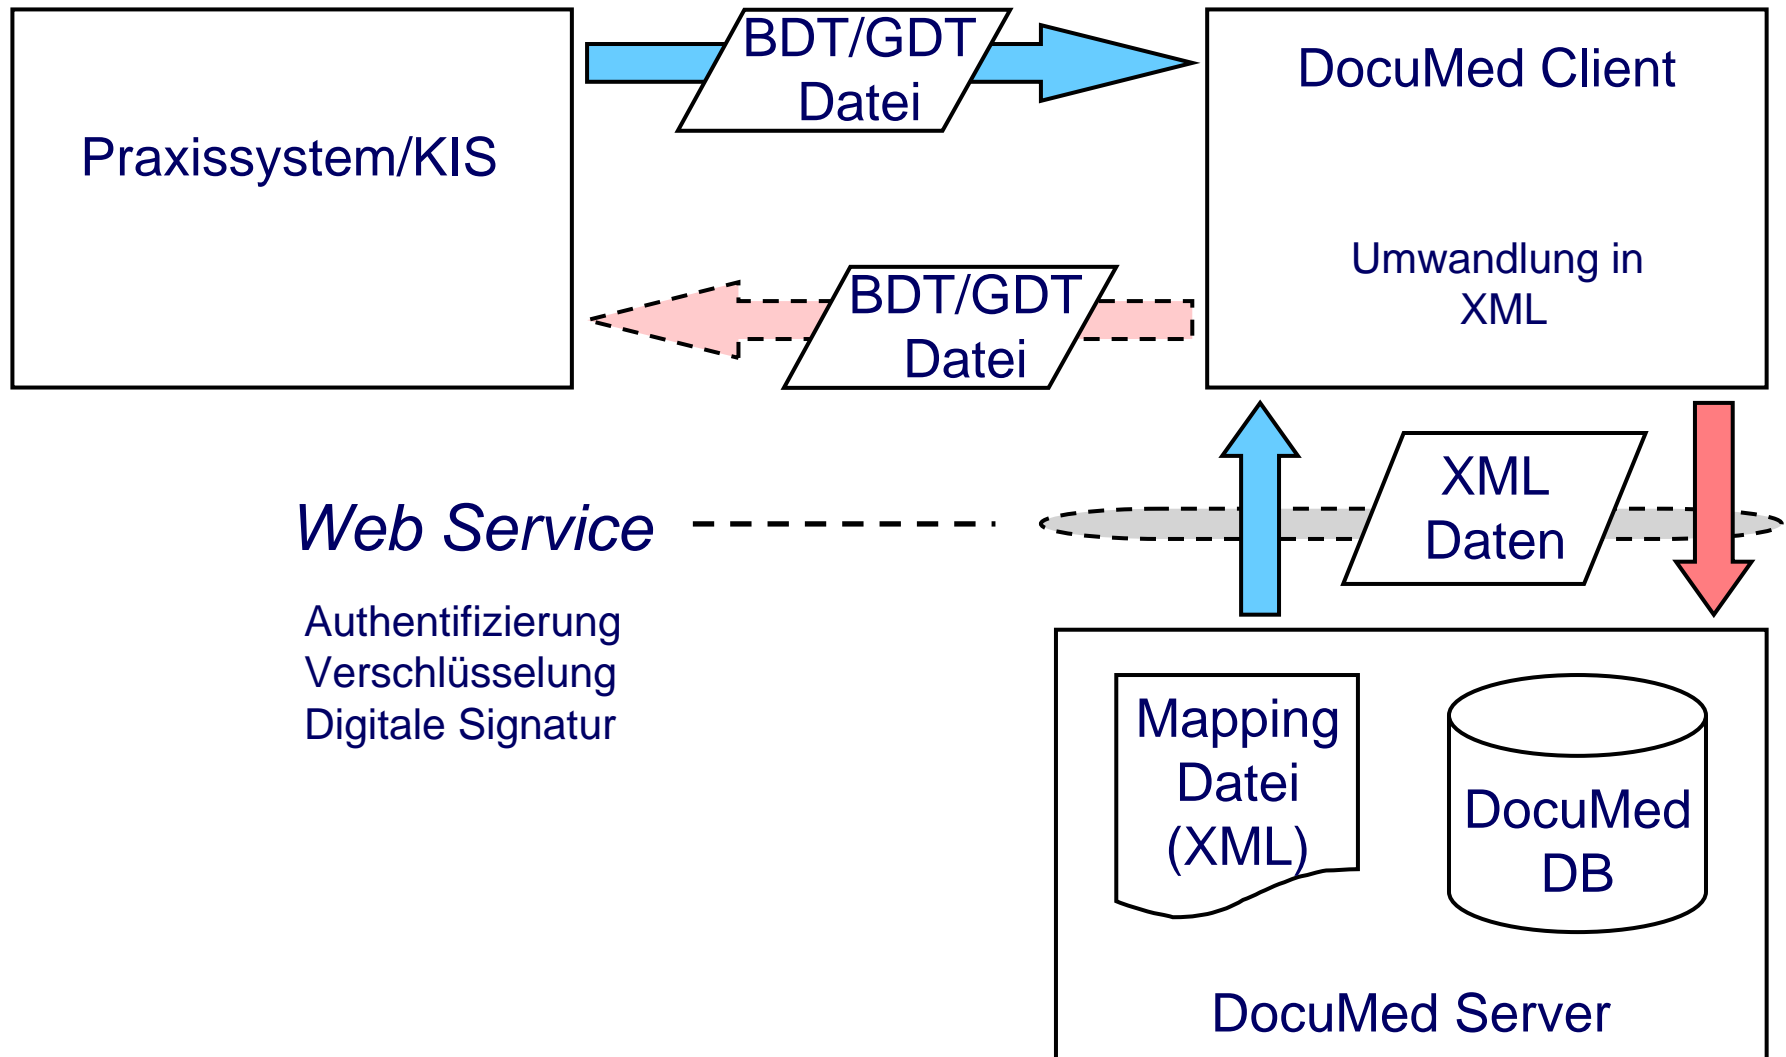 BDT/GDT
Datei
DocuMed Client
Praxissystem/KIS
Umwandlung in
XML
BDT/GDT
Datei
XML
Daten
Web Service
Authentifizierung
Verschlüsselung
Digitale Signatur
Mapping
Datei
(XML)
DocuMed
DB
DocuMed Server